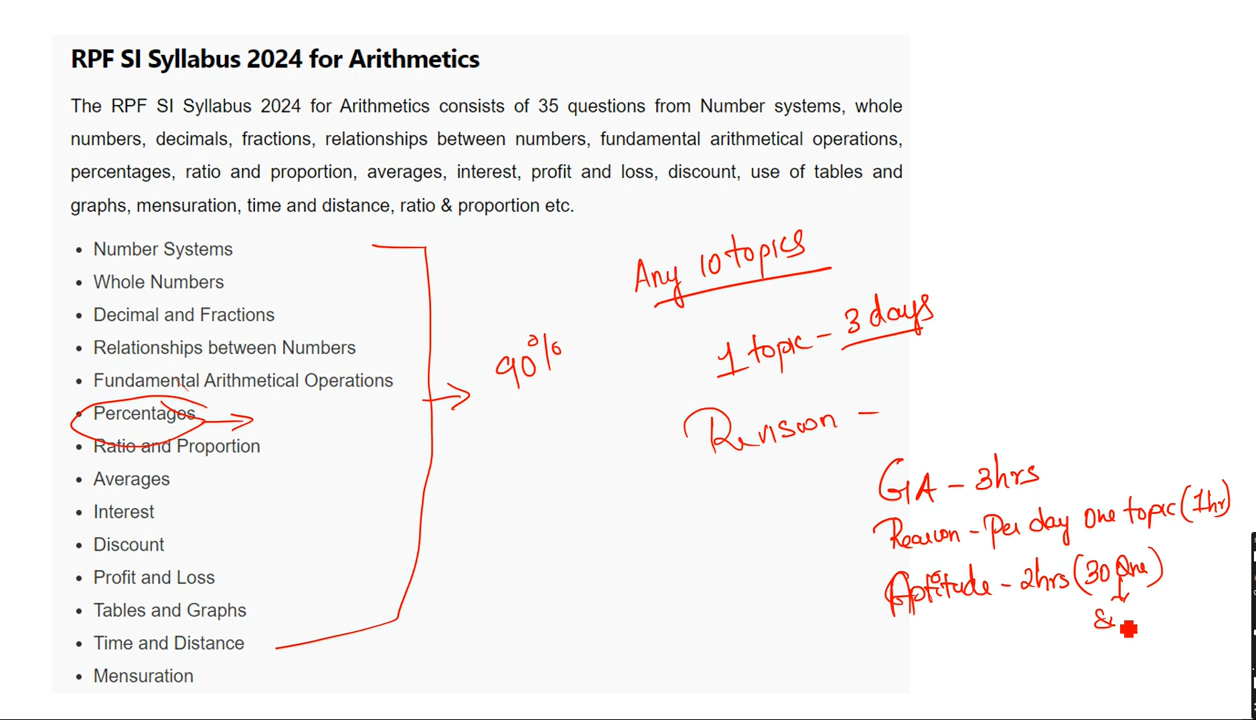 RPF SI Syllabus 2024 for Arithmetics
The RPF SI Syllabus 2024 for Arithmetics consists of 35 questions from Number systems, whole
numbers, decimals, fractions, relationships between numbers, fundamental arithmetical operations,
percentages, ratio and proportion, averages, interest, profit and loss, discount, use of tables and
graphs, mensuration, time and distance, ratio & proportion etc.
• Number Systems
• Whole Numbers
• Decimal and Fractions
• Relationships between Numbers
• Fundamental Arithmetical Operations
• Percentages
• Ratio and Proportion
• Averages
• Interest
• Discount
• Profit and Loss
• Tables and Graphs
• Time and Distance
• Mensuration
90%
Any 10 topics
1 topic - 3 days
Revison -
GA - 3hrs
Reason - Per day One topic (1hr)
Aptitude - 2hrs (30 Que)
&